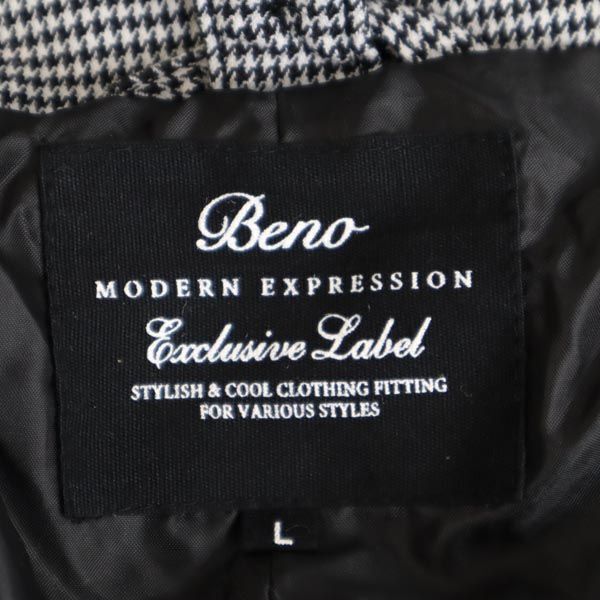 Beno
MODERN EXPRESSION
Exclusive Label
STYLISH & COOL CLOTHING FITTING
FOR VARIOUS STYLES
L